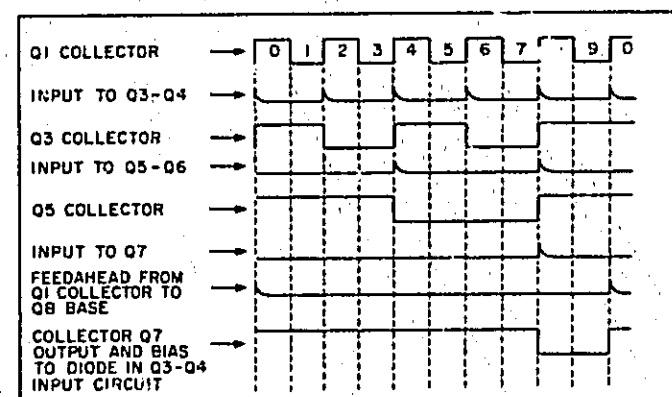 Q1 COLLECTOR
0 1 2 3 4 5 6 7 9 0
INPUT TO Q3-Q4
Q3 COLLECTOR
INPUT TO Q5-Q6
Q5 COLLECTOR
INPUT TO Q7
FEEDAHEAD FROM
Q1 COLLECTOR TO
Q8 BASE
COLLECTOR Q7
OUTPUT AND BIAS
TO DIODE IN Q3-Q4
INPUT CIRCUIT